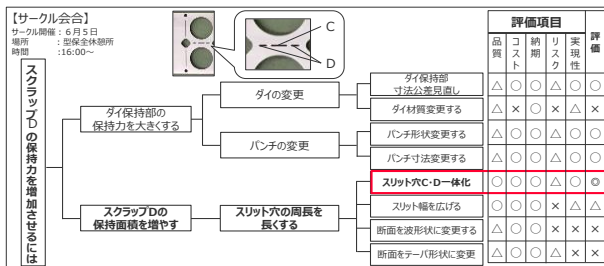 【サークル会合】
サークル開催：６月５日
場所　　：型保全休憩所
時間　　：16:00～
C
D
評価項目
評価
品質
コスト
納期
リスク
実現性
スクラップＤの保持力を増加させるには
ダイ保持部の
保持力を大きくする
ダイの変更
ダイ保持部
寸法公差見直し
△ ○ ○ △ ○ ○
ダイ材質変更する
△ × ○ × △ ×
パンチの変更
パンチ形状変更する
△ ○ ○ △ ○ ○
パンチ寸法変更する
△ ○ ○ △ ○ ○
スクラップDの
保持面積を増やす
スリット穴の周長を
長くする
スリット穴C・D一体化
○ ○ ○ △ ○ ◎
スリット幅を広げる
○ ○ ○ × △ △
断面を波形状に変更する
△ ○ ○ × × ×
断面をテーパ形状に変更
△ ○ ○ △ × ×